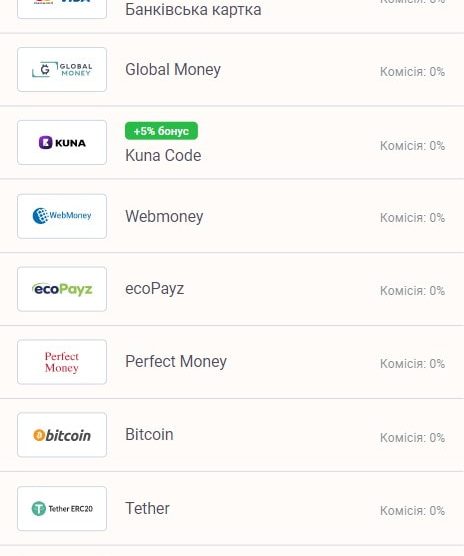 VISA
Банківська картка
Комісія: 0%
GLOBAL
MONEY
Global Money
Комісія: 0%
KUNA
+5% бонус
Kuna Code
Комісія: 0%
WebMoney
Webmoney
Комісія: 0%
ecoPayz
ecoPayz
Комісія: 0%
Perfect
Money
Perfect Money
Комісія: 0%
bitcoin
Bitcoin
Комісія: 0%
Tether ERC20
Tether
Комісія: 0%